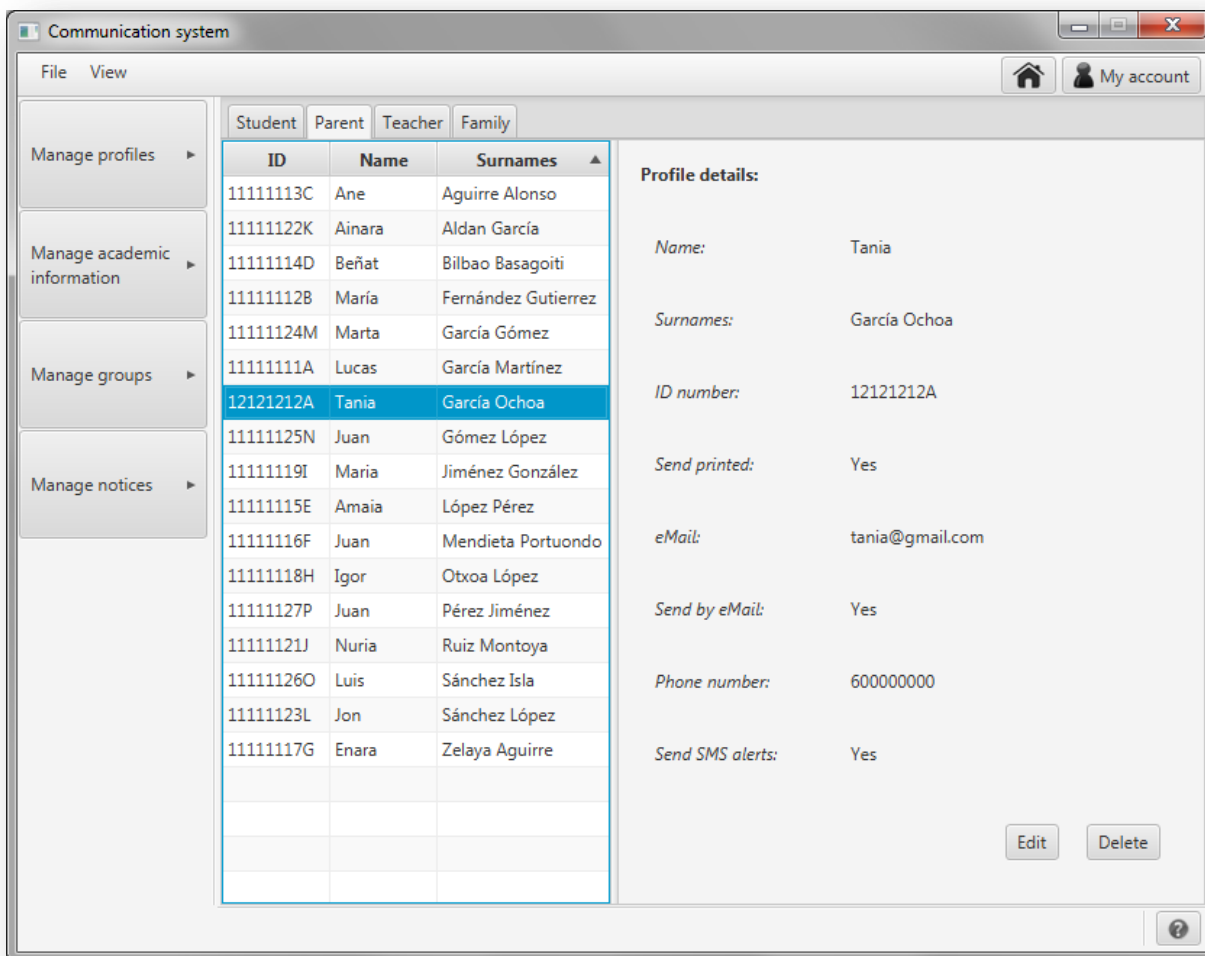 Communication system
File View
My account
Manage profiles
Manage academic
information
Manage groups
Manage notices
Student Parent Teacher Family
ID Name Surnames
11111113C Ane Aguirre Alonso
11111122K Ainara Aldan García
11111114D Beñat Bilbao Basagoiti
11111112B María Fernández Gutierrez
11111124M Marta García Gómez
11111111A Lucas García Martínez
12121212A Tania García Ochoa
11111125N Juan Gómez López
11111119I Maria Jiménez González
11111115E Amaia López Pérez
11111116F Juan Mendieta Portuondo
11111118H Igor Otxoa López
11111127P Juan Pérez Jiménez
11111121J Nuria Ruiz Montoya
11111126O Luis Sánchez Isla
11111123L Jon Sánchez López
11111117G Enara Zelaya Aguirre
Profile details:
Name: Tania
Surnames: García Ochoa
ID number: 12121212A
Send printed: Yes
eMail: tania@gmail.com
Send by eMail: Yes
Phone number: 600000000
Send SMS alerts: Yes
Edit Delete